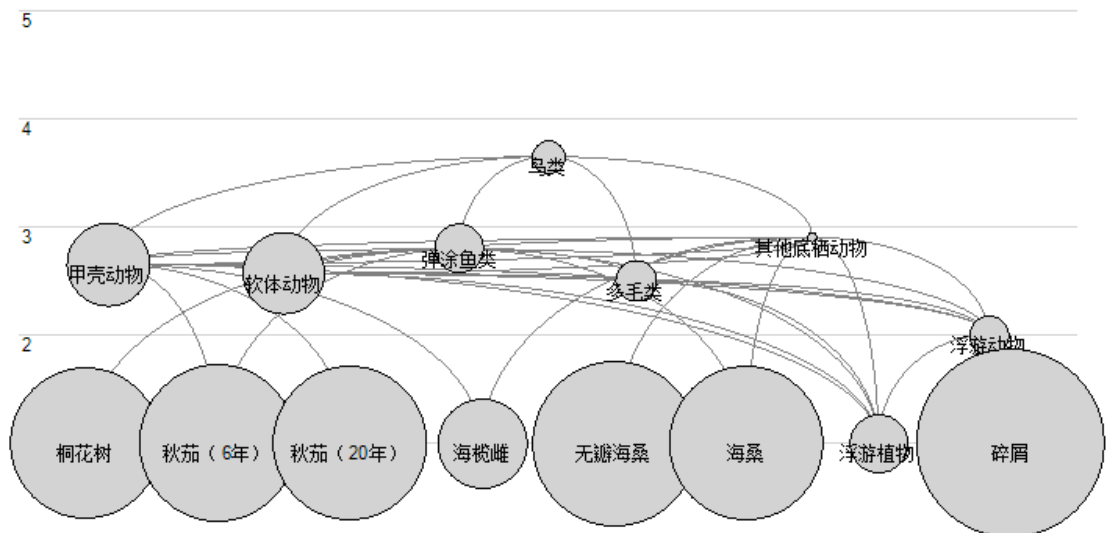 5
4
鸟类
3
甲壳动物
软体动物
弹涂鱼类
多毛类
其他底栖动物
2
浮游动物
桐花树
秋茄（6年）
秋茄（20年）
海榄雌
无瓣海桑
海桑
浮游植物
碎屑